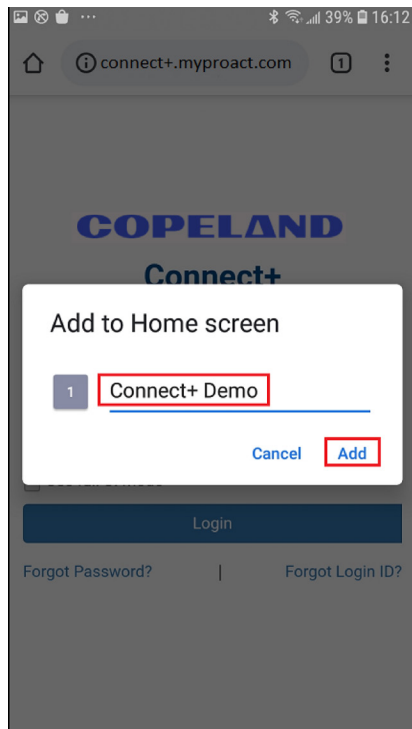 39% 16:12
connect+.myproact.com 1
COPELAND
Connect+
Add to Home screen
1 Connect+ Demo
Cancel Add
Login
Forgot Password? | Forgot Login ID?